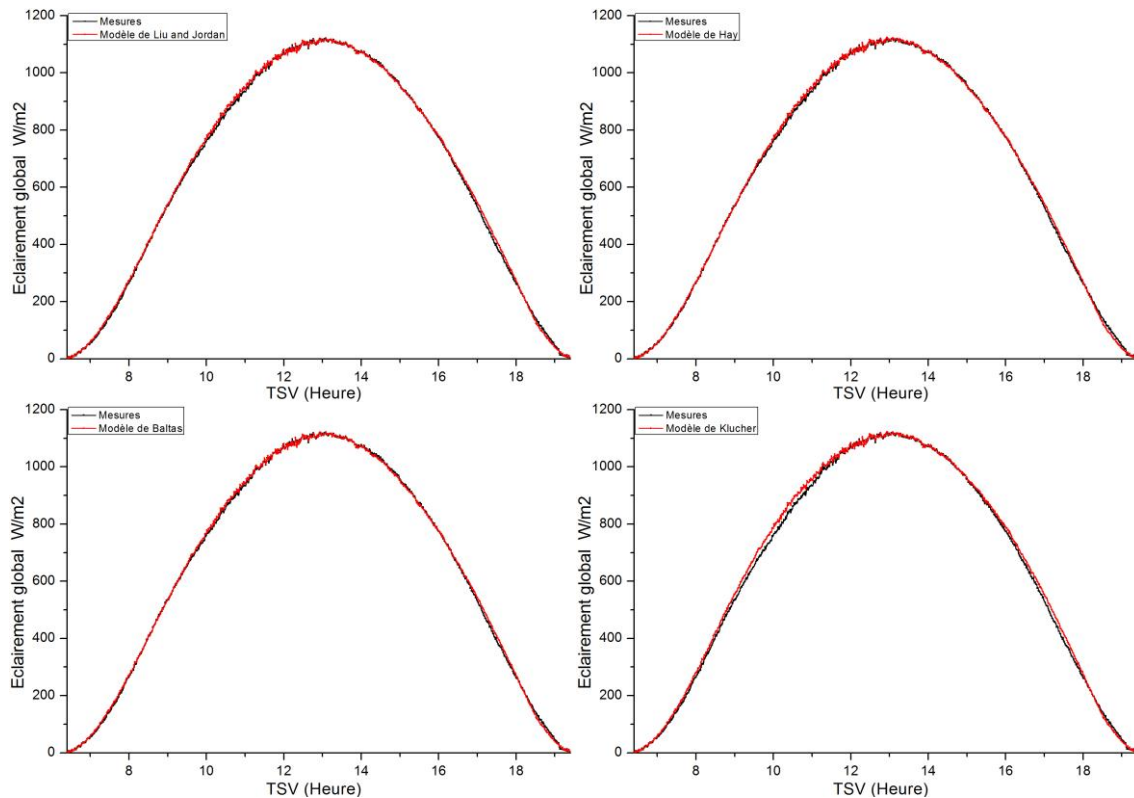 Mesures
Modèle de Liu and Jordan
Eclairement global W/m2
1200
1000
800
600
400
200
0
8 10 12 14 16 18
TSV (Heure)
Mesures
Modèle de Hay
Eclairement global W/m2
1200
1000
800
600
400
200
0
8 10 12 14 16 18
TSV (Heure)
Mesures
Modèle de Baltas
Eclairement global W/m2
1200
1000
800
600
400
200
0
8 10 12 14 16 18
TSV (Heure)
Mesures
Modèle de Klucher
Eclairement global W/m2
1200
1000
800
600
400
200
0
8 10 12 14 16 18
TSV (Heure)